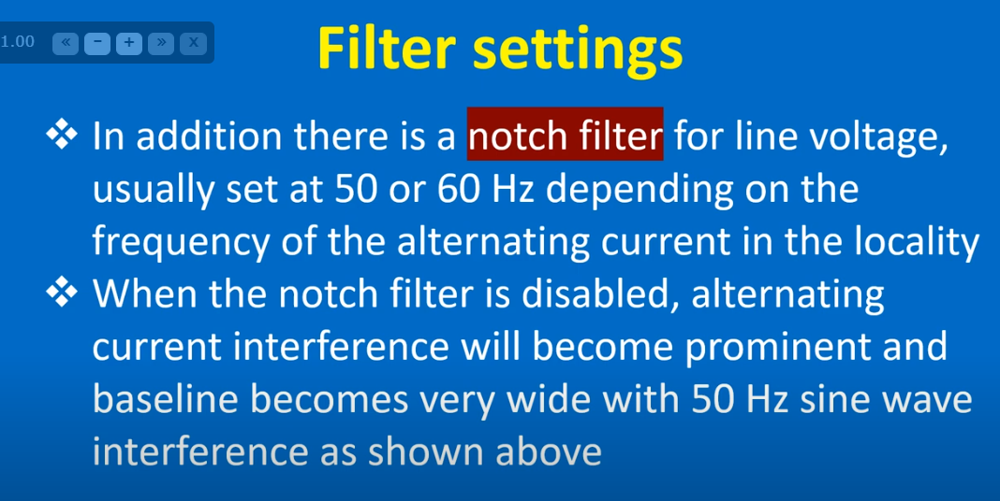 1.00 « − + » x
Filter settings
❖ In addition there is a notch filter for line voltage,
usually set at 50 or 60 Hz depending on the
frequency of the alternating current in the locality
❖ When the notch filter is disabled, alternating
current interference will become prominent and
baseline becomes very wide with 50 Hz sine wave
interference as shown above